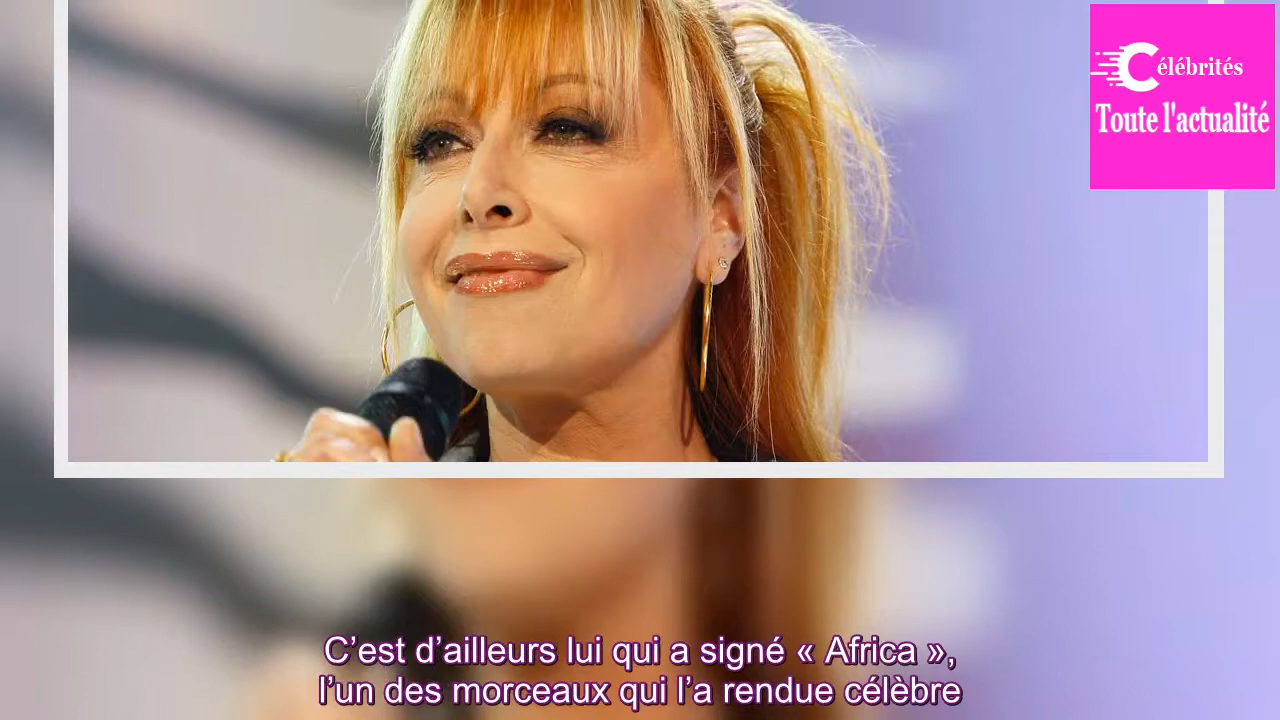 Célébrités
Toute l'actualité
C’est d’ailleurs lui qui a signé « Africa »,
l’un des morceaux qui l’a rendue célèbre